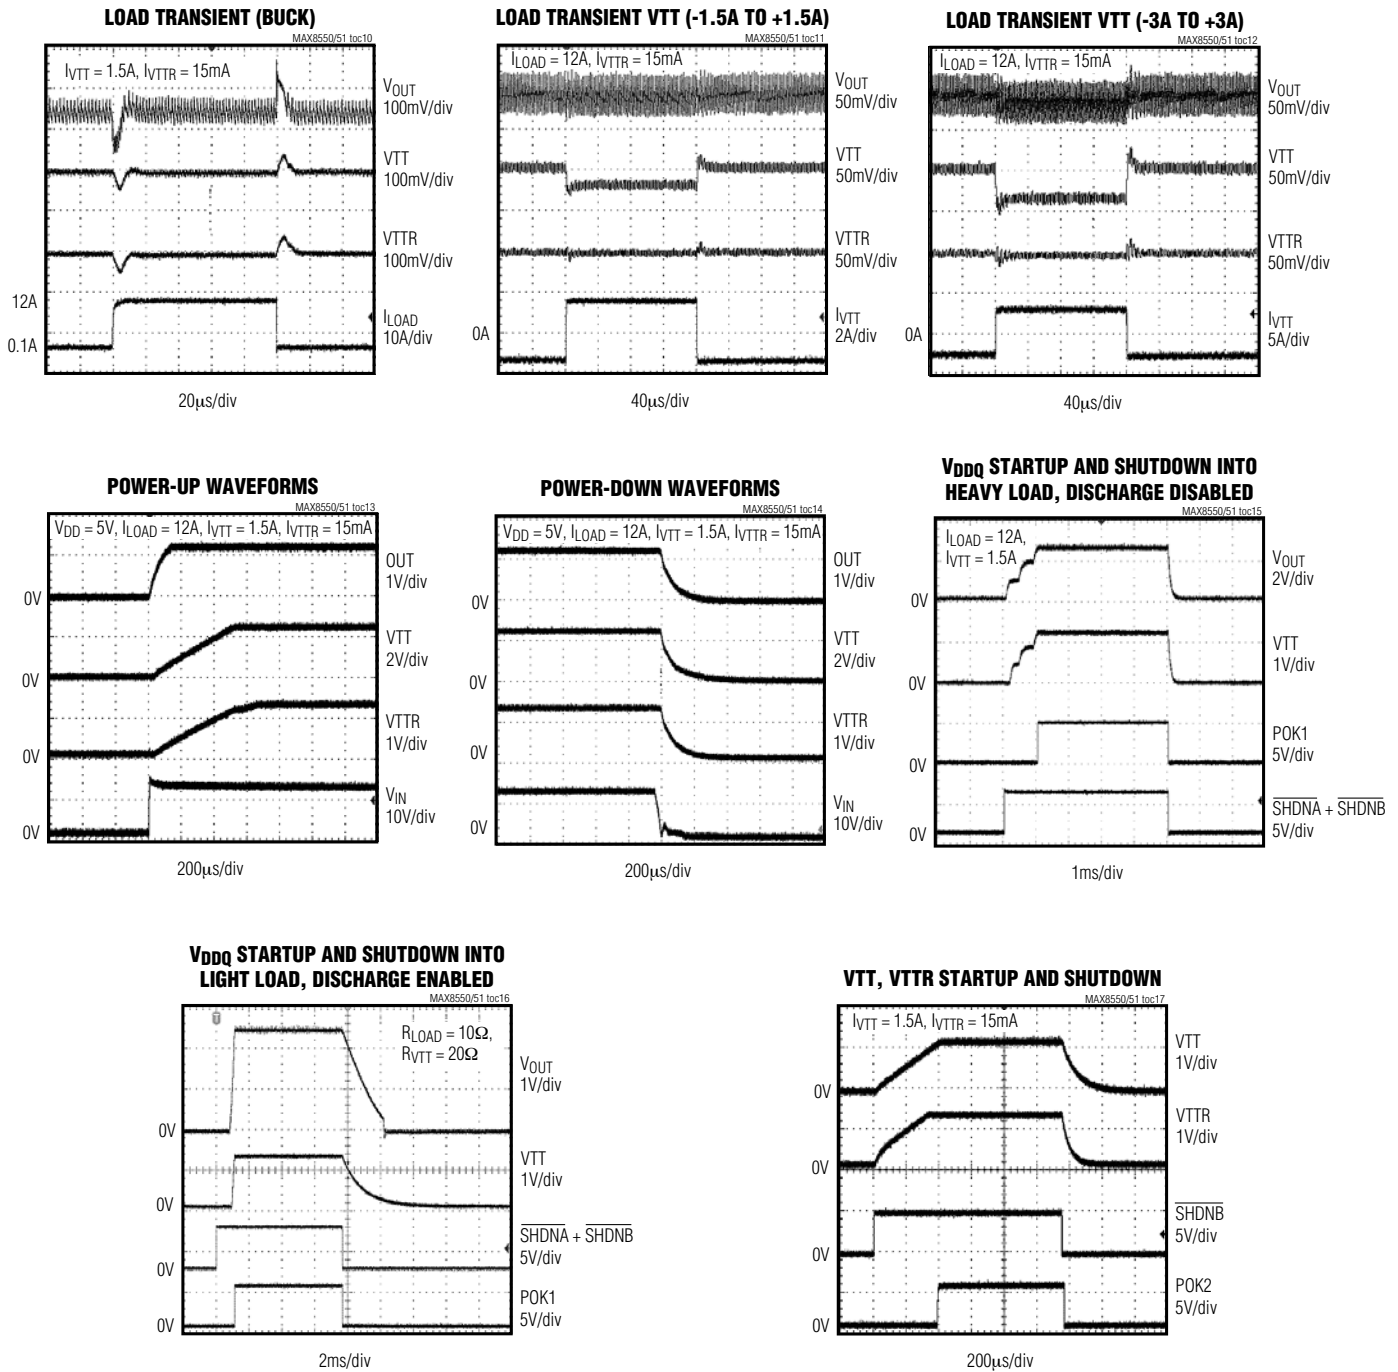 LOAD TRANSIENT (BUCK)
MAX8550/51 toc10
IVTT = 1.5A, IVTTR = 15mA
VOUT
100mV/div
VTT
100mV/div
VTTR
100mV/div
12A
ILOAD
10A/div
0.1A
20µs/div
LOAD TRANSIENT VTT (-1.5A TO +1.5A)
MAX8550/51 toc11
ILOAD = 12A, IVTTR = 15mA
VOUT
50mV/div
VTT
50mV/div
VTTR
50mV/div
IVTT
2A/div
0A
40µs/div
LOAD TRANSIENT VTT (-3A TO +3A)
MAX8550/51 toc12
ILOAD = 12A, IVTTR = 15mA
VOUT
50mV/div
VTT
50mV/div
VTTR
50mV/div
IVTT
5A/div
0A
40µs/div
POWER-UP WAVEFORMS
MAX8550/51 toc13
VDD = 5V, ILOAD = 12A, IVTT = 1.5A, IVTTR = 15mA
OUT
1V/div
0V
VTT
2V/div
0V
VTTR
1V/div
0V
VIN
10V/div
0V
200µs/div
POWER-DOWN WAVEFORMS
MAX8550/51 toc14
VDD = 5V, ILOAD = 12A, IVTT = 1.5A, IVTTR = 15mA
OUT
1V/div
0V
VTT
2V/div
0V
VTTR
1V/div
0V
VIN
10V/div
0V
200µs/div
VDDQ STARTUP AND SHUTDOWN INTO
HEAVY LOAD, DISCHARGE DISABLED
MAX8550/51 toc15
ILOAD = 12A,
IVTT = 1.5A
VOUT
2V/div
0V
VTT
1V/div
0V
POK1
5V/div
0V
SHDNA + SHDNB
5V/div
0V
1ms/div
VDDQ STARTUP AND SHUTDOWN INTO
LIGHT LOAD, DISCHARGE ENABLED
MAX8550/51 toc16
T
RLOAD = 10Ω,
RVTT = 20Ω
VOUT
1V/div
0V
VTT
1V/div
0V
SHDNA + SHDNB
5V/div
0V
POK1
5V/div
0V
2ms/div
VTT, VTTR STARTUP AND SHUTDOWN
MAX8550/51 toc17
IVTT = 1.5A, IVTTR = 15mA
VTT
1V/div
0V
VTTR
1V/div
0V
SHDNB
5V/div
0V
POK2
5V/div
0V
200µs/div